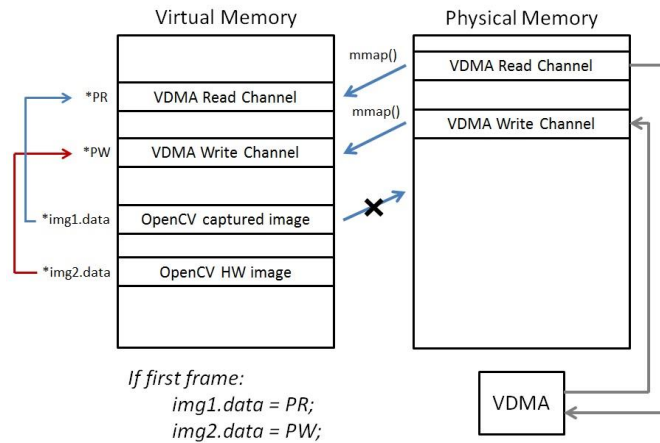 Virtual Memory
Physical Memory
mmap()
VDMA Read Channel
*PR
VDMA Read Channel
mmap()
VDMA Write Channel
*PW
VDMA Write Channel
*img1.data
OpenCV captured image
*img2.data
OpenCV HW image
If first frame:
img1.data = PR;
img2.data = PW;
VDMA